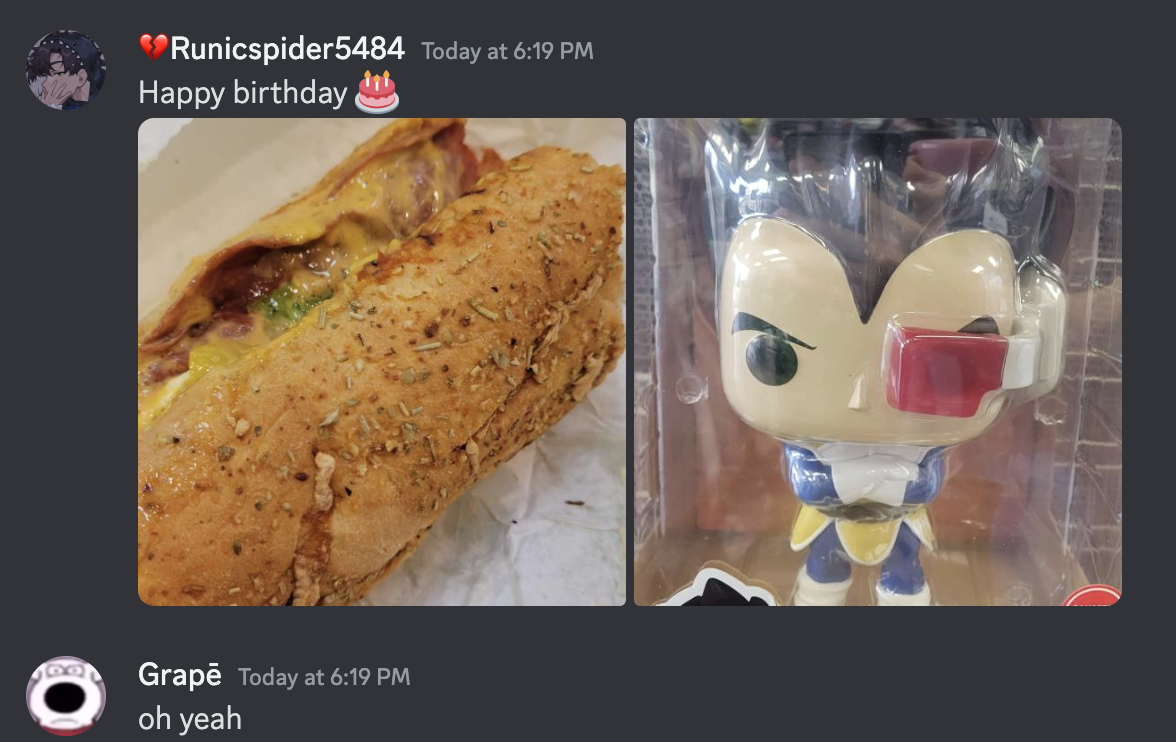 💔Runicspider5484 Today at 6:19 PM
Happy birthday 🎂
Grapē Today at 6:19 PM
oh yeah